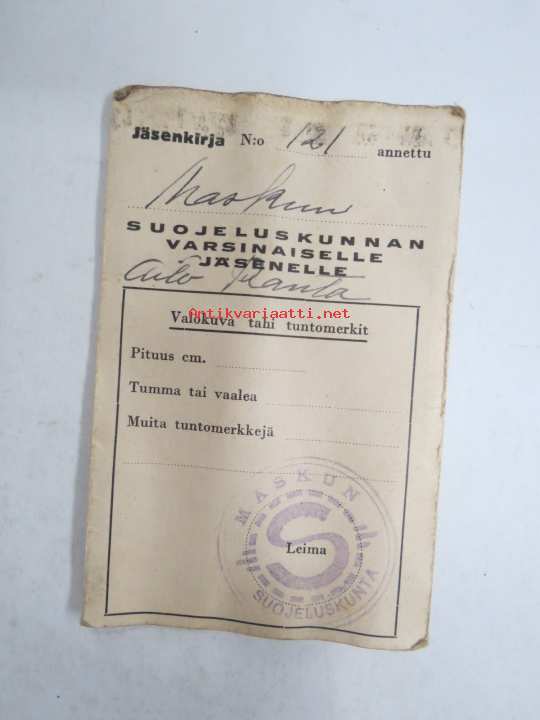 Jäsenkirja N:o 121 annettu
Maskun
SUOJELUSKUNNAN
VARSINAISELLE
JÄSENELLE
Antikvariaatti.net
Valokuva tahi tuntomerkit
Pituus cm.
Tumma tai vaalea
Muita tuntomerkkejä
MASKUN
S
Leima
SUOJELUSKUNTA